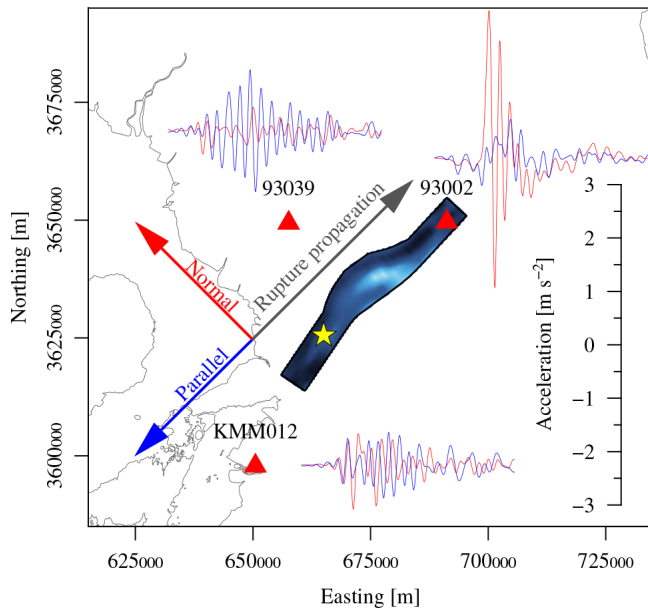 3675000
3650000
3625000
3600000
Northing [m]
93039
93002
Rupture propagation
Normal
Parallel
KMM012
3
2
1
0
-1
-2
-3
Acceleration [m s⁻²]
625000
650000
675000
700000
725000
Easting [m]